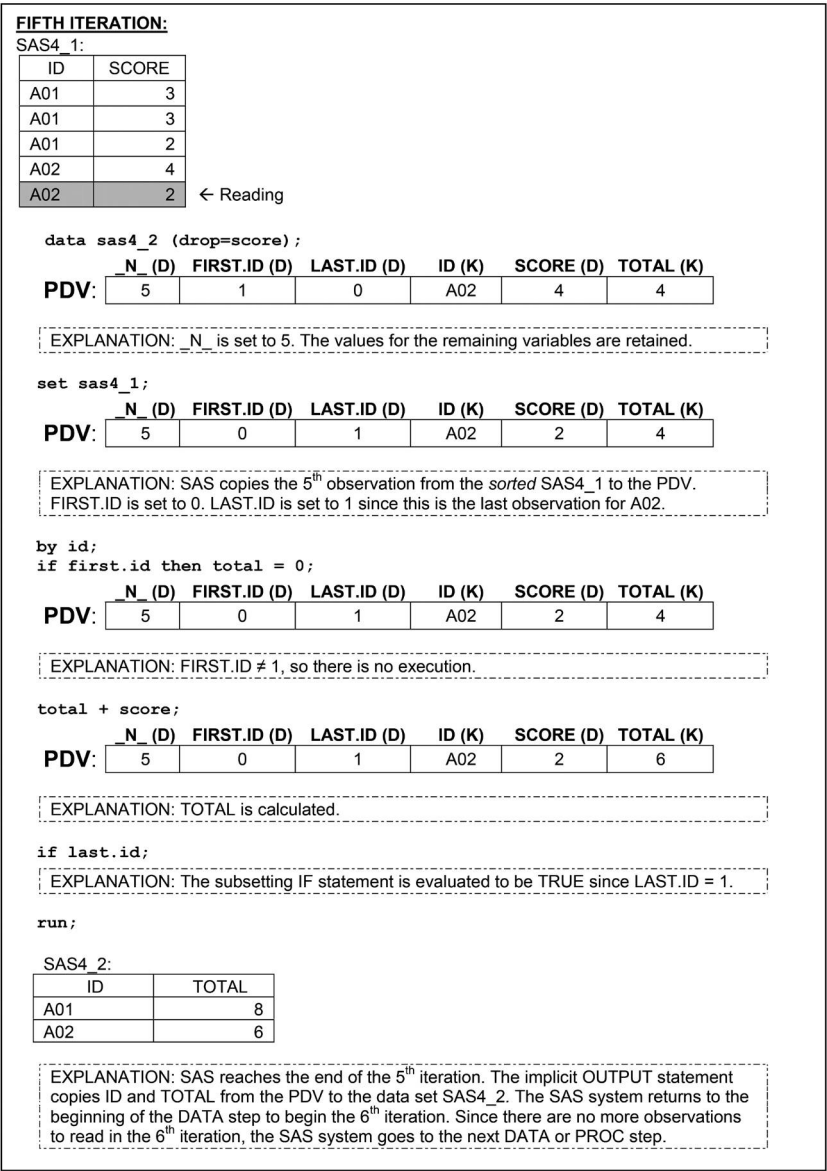 FIFTH ITERATION:
SAS4_1:
ID SCORE
A01 3
A01 3
A01 2
A02 4
A02 2 ← Reading
data sas4_2 (drop=score);
_N_ (D) FIRST.ID (D) LAST.ID (D) ID (K) SCORE (D) TOTAL (K)
PDV: 5 1 0 A02 4 4
EXPLANATION: _N_ is set to 5. The values for the remaining variables are retained.
set sas4_1;
_N_ (D) FIRST.ID (D) LAST.ID (D) ID (K) SCORE (D) TOTAL (K)
PDV: 5 0 1 A02 2 4
EXPLANATION: SAS copies the 5th observation from the sorted SAS4_1 to the PDV.
FIRST.ID is set to 0. LAST.ID is set to 1 since this is the last observation for A02.
by id;
if first.id then total = 0;
_N_ (D) FIRST.ID (D) LAST.ID (D) ID (K) SCORE (D) TOTAL (K)
PDV: 5 0 1 A02 2 4
EXPLANATION: FIRST.ID ≠ 1, so there is no execution.
total + score;
_N_ (D) FIRST.ID (D) LAST.ID (D) ID (K) SCORE (D) TOTAL (K)
PDV: 5 0 1 A02 2 6
EXPLANATION: TOTAL is calculated.
if last.id;
EXPLANATION: The subsetting IF statement is evaluated to be TRUE since LAST.ID = 1.
run;
SAS4_2:
ID TOTAL
A01 8
A02 6
EXPLANATION: SAS reaches the end of the 5th iteration. The implicit OUTPUT statement
copies ID and TOTAL from the PDV to the data set SAS4_2. The SAS system returns to the
beginning of the DATA step to begin the 6th iteration. Since there are no more observations
to read in the 6th iteration, the SAS system goes to the next DATA or PROC step.